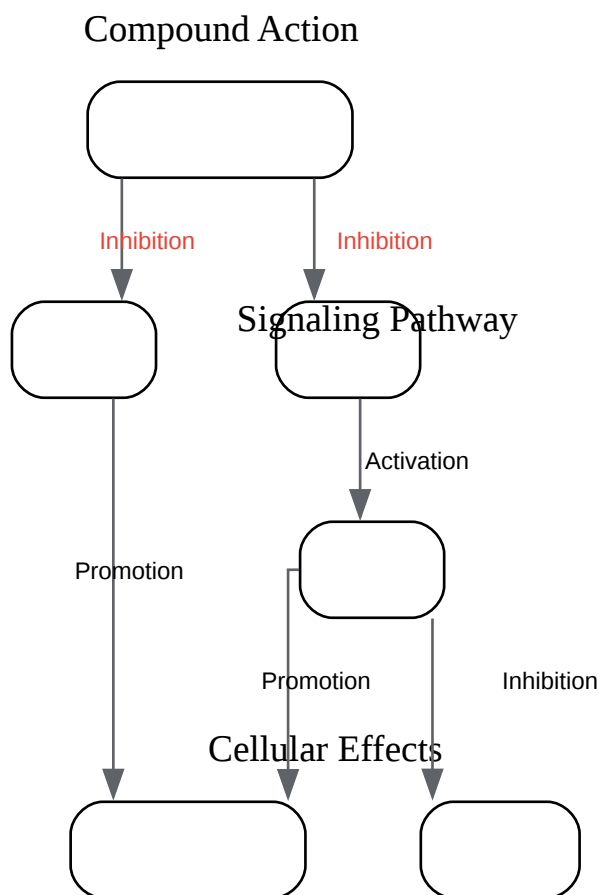 Compound Action
Inhibition
Inhibition
Signaling Pathway
Activation
Promotion
Promotion
Inhibition
Cellular Effects